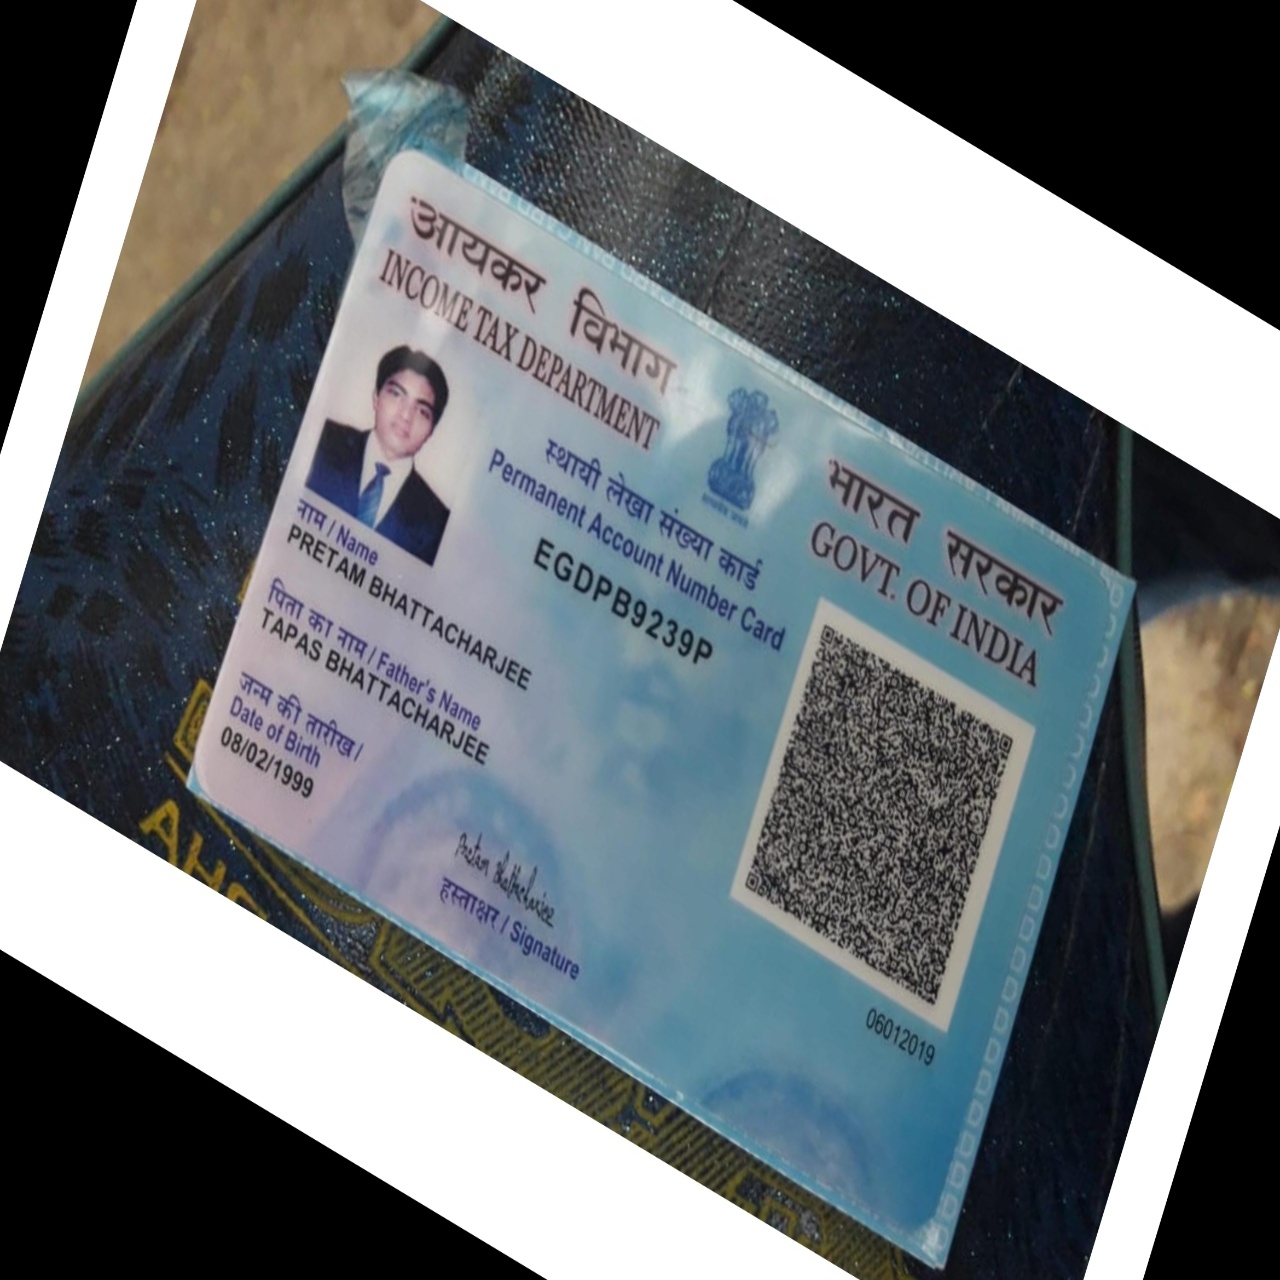 आयकर विभाग
INCOME TAX DEPARTMENT
भारत सरकार
GOVT. OF INDIA
स्थायी लेखा संख्या कार्ड
Permanent Account Number Card
EGDPB9239P
नाम / Name
PRETAM BHATTACHARJEE
पिता का नाम / Father's Name
TAPAS BHATTACHARJEE
जन्म की तारीख /
Date of Birth
08/02/1999
Pretam Bhattacharjee
हस्ताक्षर / Signature
06012019